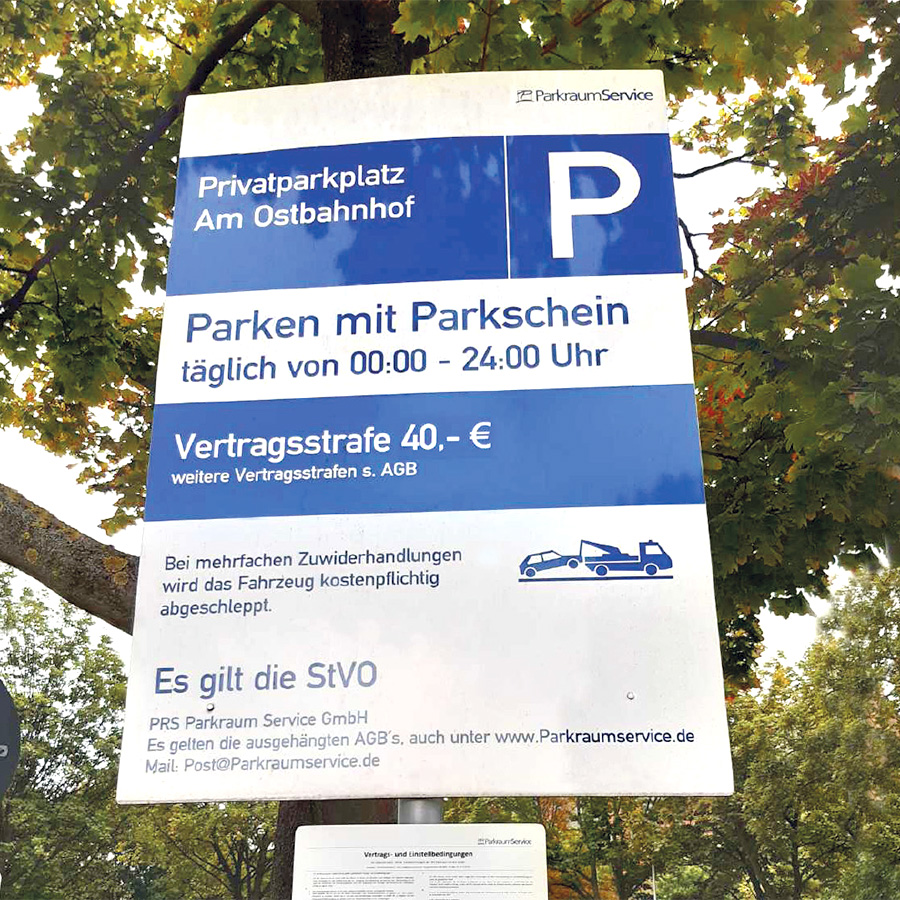 ParkraumService
Privatparkplatz
Am Ostbahnhof
P
Parken mit Parkschein
täglich von 00:00 - 24:00 Uhr
Vertragsstrafe 40,- €
weitere Vertragsstrafen s. AGB
Bei mehrfachen Zuwiderhandlungen
wird das Fahrzeug kostenpflichtig
abgeschleppt.
Es gilt die StVO
PRS Parkraum Service GmbH
Es gelten die ausgehängten AGB's, auch unter www.Parkraumservice.de
Mail: Post@Parkraumservice.de
ParkraumService
Vertrags- und Einstellbedingungen